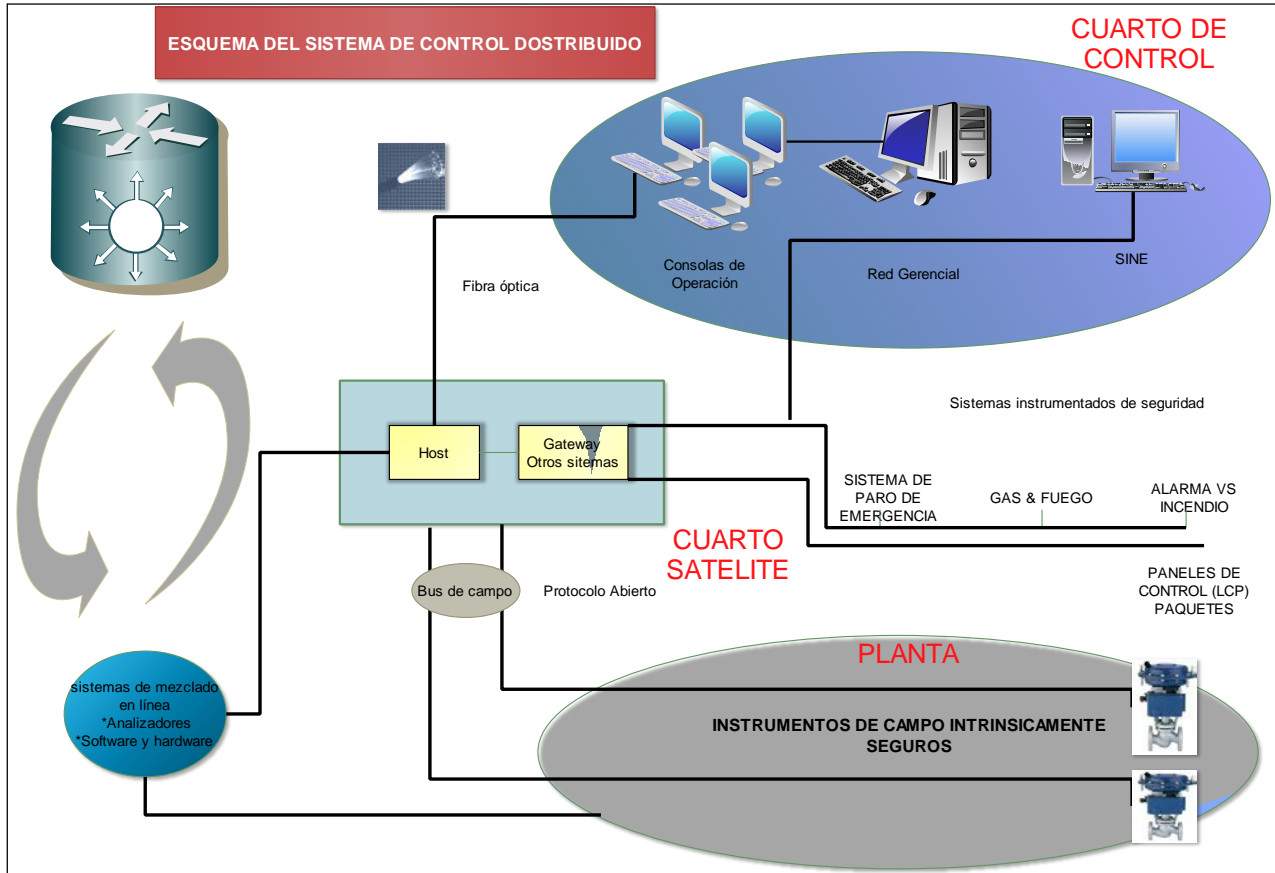 ESQUEMA DEL SISTEMA DE CONTROL DOSTRIBUIDO
CUARTO DE
CONTROL
Consolas de
Operación
Red Gerencial
SINE
Fibra óptica
Sistemas instrumentados de seguridad
Host
Gateway
Otros sitemas
SISTEMA DE
PARO DE
EMERGENCIA
GAS & FUEGO
ALARMA VS
INCENDIO
CUARTO
SATELITE
Bus de campo
Protocolo Abierto
PANELES DE
CONTROL (LCP)
PAQUETES
PLANTA
sistemas de mezclado
en línea
*Analizadores
*Software y hardware
INSTRUMENTOS DE CAMPO INTRINSICAMENTE
SEGUROS